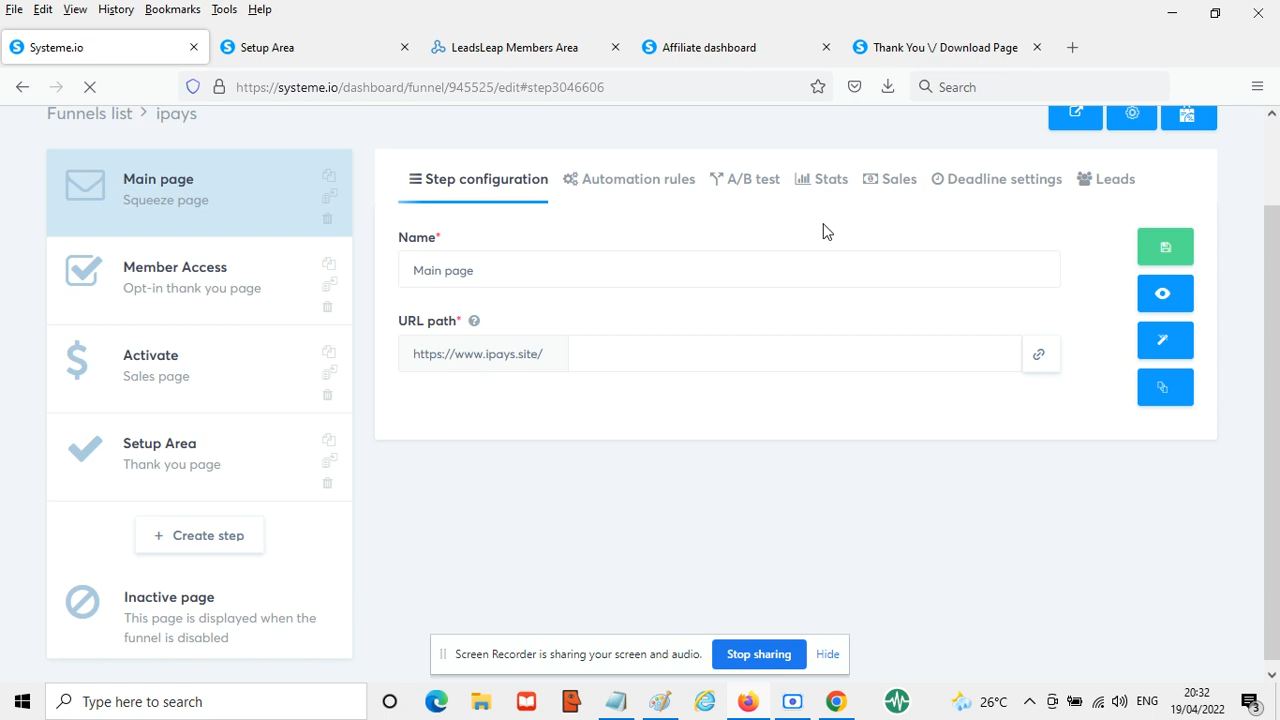 File Edit View History Bookmarks Tools Help
Systeme.io
Setup Area
LeadsLeap Members Area
Affiliate dashboard
Thank You \/ Download Page
https://systeme.io/dashboard/funnel/945525/edit#step3046606
Search
Funnels list > ipays
Main page
Squeeze page
Member Access
Opt-in thank you page
Activate
Sales page
Setup Area
Thank you page
+ Create step
Inactive page
This page is displayed when the
funnel is disabled
Step configuration
Automation rules
A/B test
Stats
Sales
Deadline settings
Leads
Name*
Main page
URL path* ?
https://www.ipays.site/
Screen Recorder is sharing your screen and audio.
Stop sharing
Hide
Type here to search
26°C
ENG
20:32
19/04/2022
3